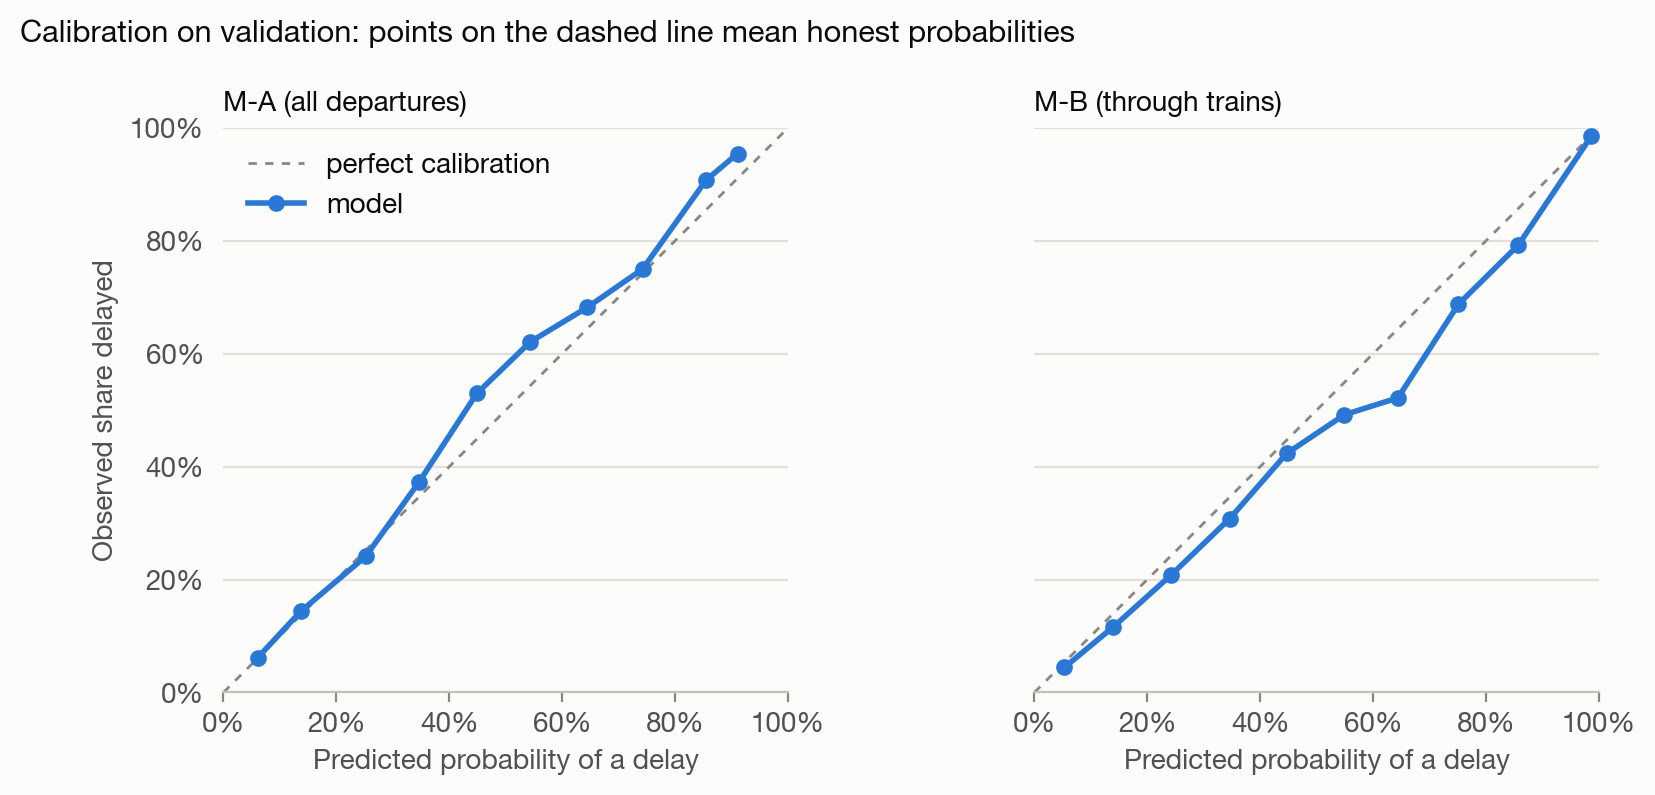 Calibration on validation: points on the dashed line mean honest probabilities
M-A (all departures)
100%
80%
60%
40%
20%
0%
Observed share delayed
perfect calibration
model
0% 20% 40% 60% 80% 100%
Predicted probability of a delay
M-B (through trains)
0% 20% 40% 60% 80% 100%
Predicted probability of a delay